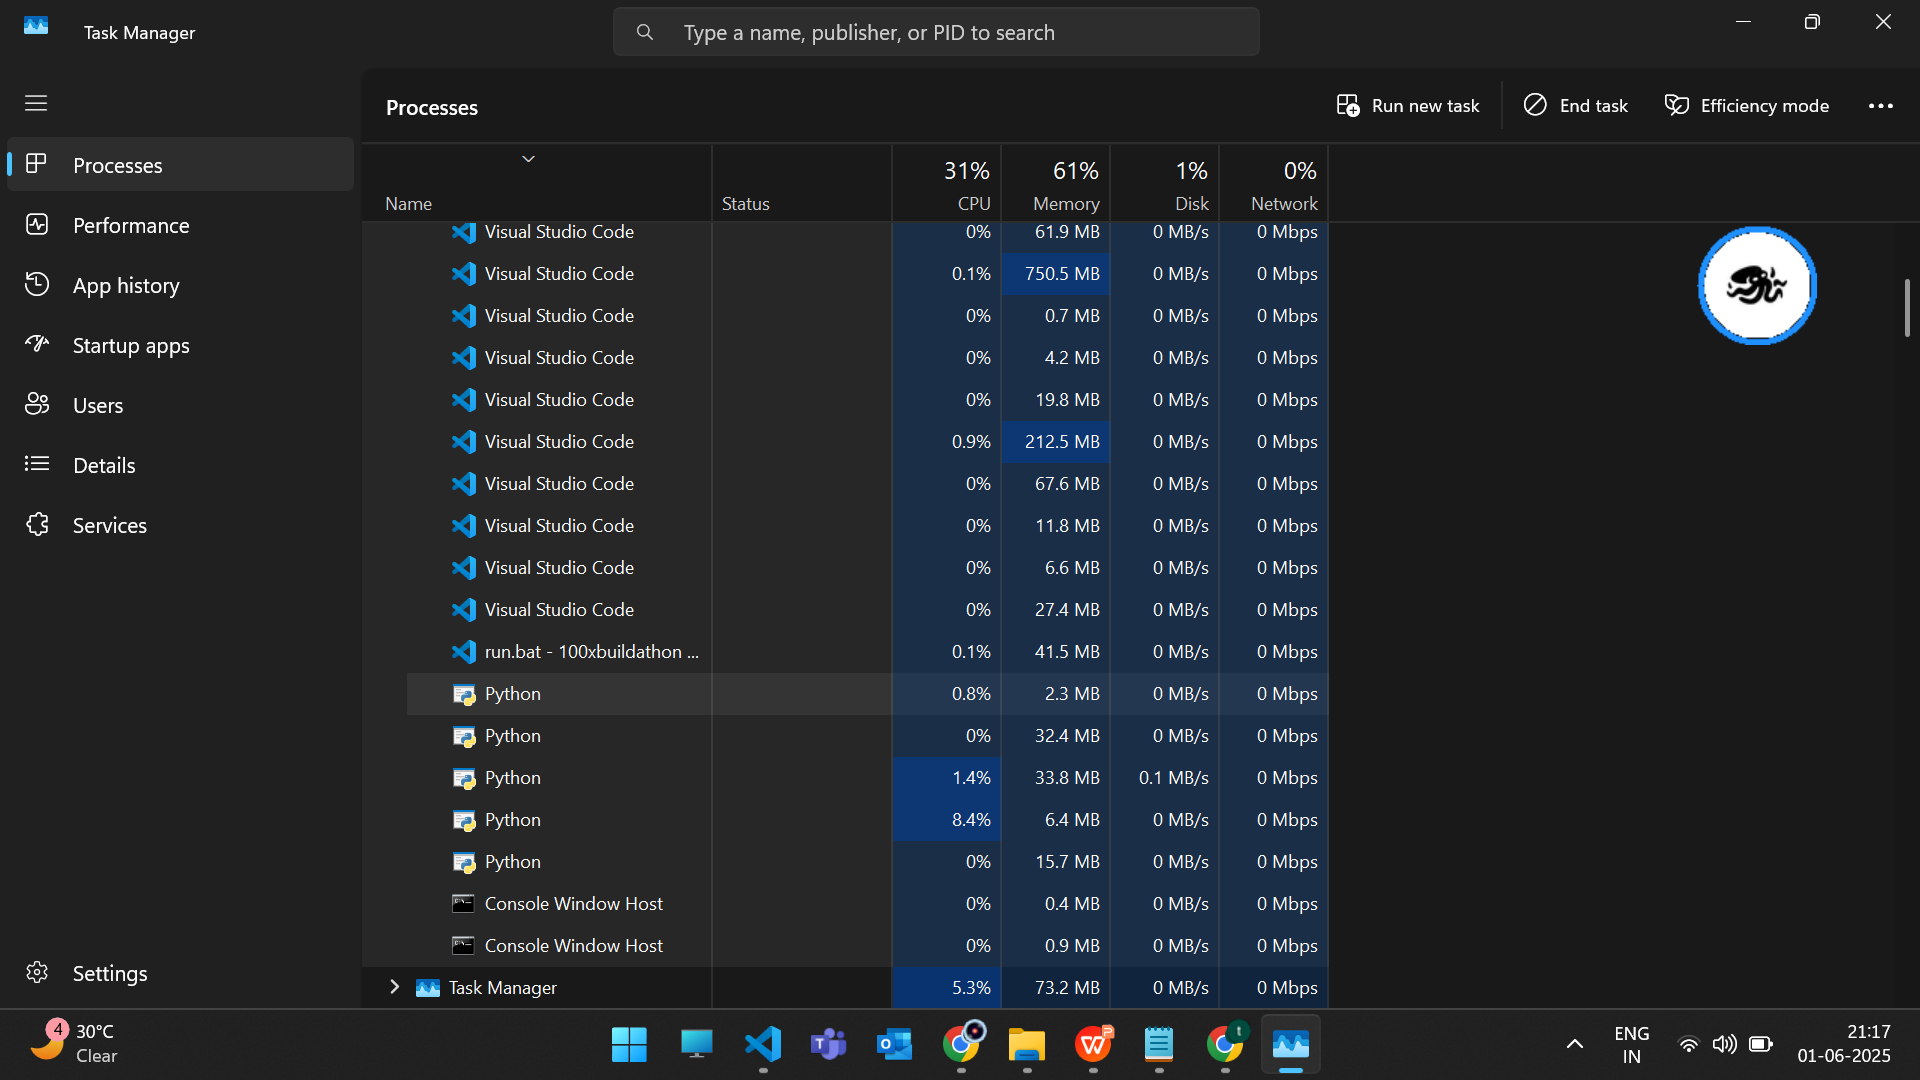 Task Manager
Type a name, publisher, or PID to search
Processes
Performance
App history
Startup apps
Users
Details
Services
Settings
Processes
Run new task
End task
Efficiency mode
Name Status 31% CPU 61% Memory 1% Disk 0% Network
Visual Studio Code 0% 61.9 MB 0 MB/s 0 Mbps
Visual Studio Code 0.1% 750.5 MB 0 MB/s 0 Mbps
Visual Studio Code 0% 0.7 MB 0 MB/s 0 Mbps
Visual Studio Code 0% 4.2 MB 0 MB/s 0 Mbps
Visual Studio Code 0% 19.8 MB 0 MB/s 0 Mbps
Visual Studio Code 0.9% 212.5 MB 0 MB/s 0 Mbps
Visual Studio Code 0% 67.6 MB 0 MB/s 0 Mbps
Visual Studio Code 0% 11.8 MB 0 MB/s 0 Mbps
Visual Studio Code 0% 6.6 MB 0 MB/s 0 Mbps
Visual Studio Code 0% 27.4 MB 0 MB/s 0 Mbps
run.bat - 100xbuildathon ... 0.1% 41.5 MB 0 MB/s 0 Mbps
Python 0.8% 2.3 MB 0 MB/s 0 Mbps
Python 0% 32.4 MB 0 MB/s 0 Mbps
Python 1.4% 33.8 MB 0.1 MB/s 0 Mbps
Python 8.4% 6.4 MB 0 MB/s 0 Mbps
Python 0% 15.7 MB 0 MB/s 0 Mbps
Console Window Host 0% 0.4 MB 0 MB/s 0 Mbps
Console Window Host 0% 0.9 MB 0 MB/s 0 Mbps
Task Manager 5.3% 73.2 MB 0 MB/s 0 Mbps
4
30°C
Clear
t
ENG
IN
21:17
01-06-2025